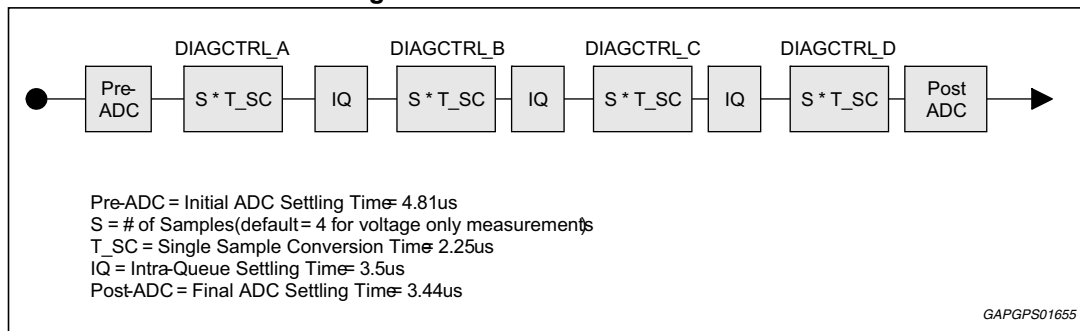 DIAGCTRL_A DIAGCTRL_B DIAGCTRL_C DIAGCTRL_D
Pre-
ADC
S * T_SC
IQ
S * T_SC
IQ
S * T_SC
IQ
S * T_SC
Post
ADC
Pre-ADC = Initial ADC Settling Time= 4.81us
S = # of Samples(default= 4 for voltage only measurements)
T_SC = Single Sample Conversion Time= 2.25us
IQ = Intra-Queue Settling Time= 3.5us
Post-ADC = Final ADC Settling Time= 3.44us
GAPGPS01655